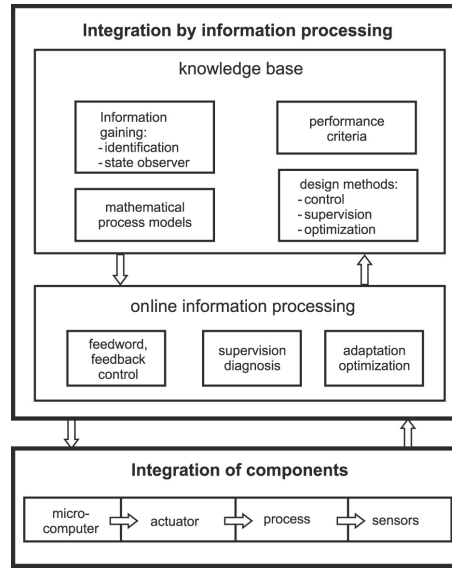 Integration by information processing
knowledge base
Information
gaining:
- identification
- state observer
performance
criteria
mathematical
process models
design methods:
- control
- supervision
- optimization
online information processing
feedword,
feedback
control
supervision
diagnosis
adaptation
optimization
Integration of components
micro-
computer
actuator
process
sensors